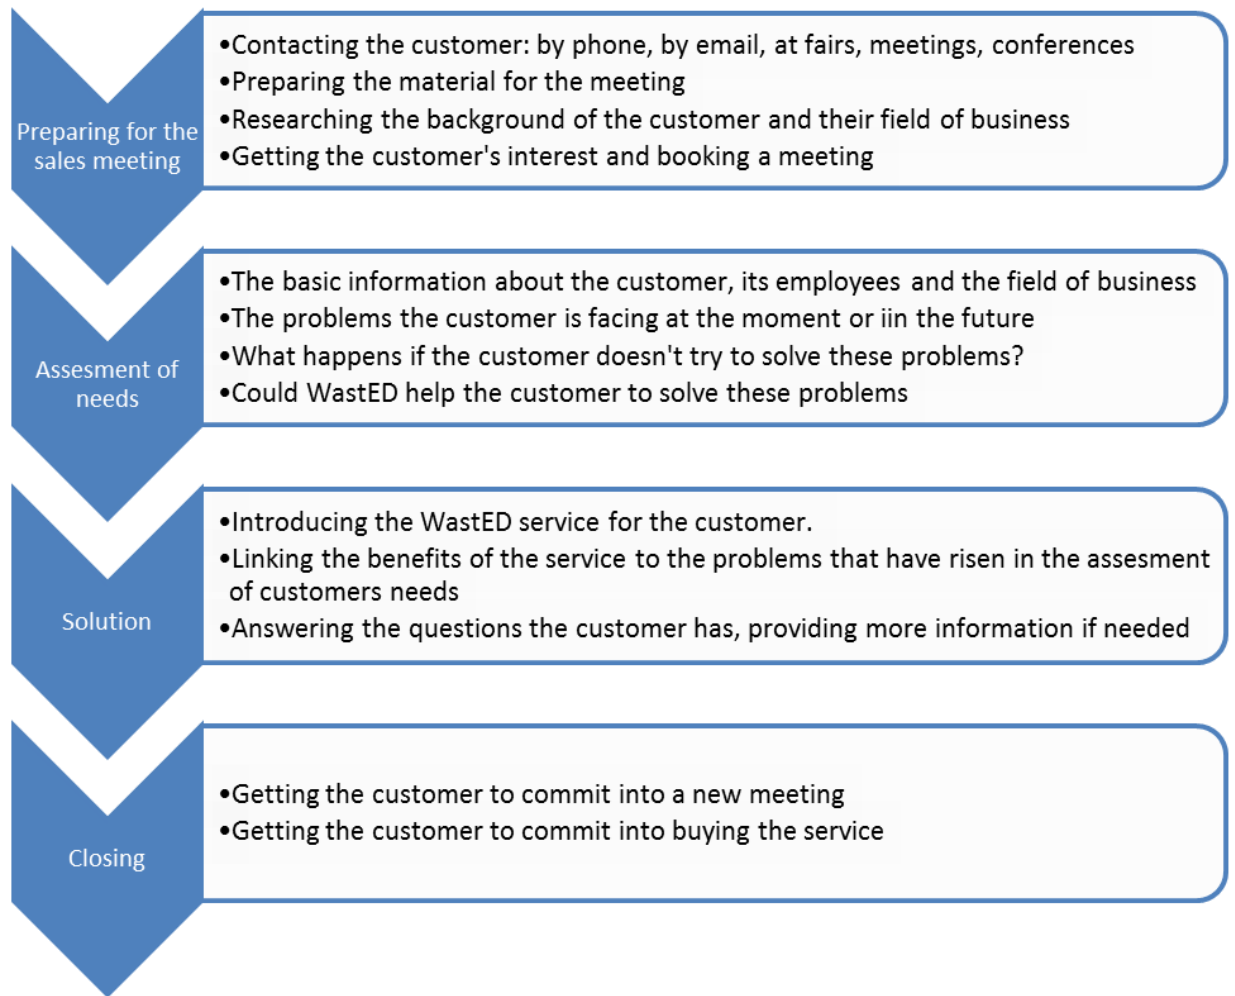 Preparing for the
sales meeting
•Contacting the customer: by phone, by email, at fairs, meetings, conferences
•Preparing the material for the meeting
•Researching the background of the customer and their field of business
•Getting the customer's interest and booking a meeting
Assesment of
needs
•The basic information about the customer, its employees and the field of business
•The problems the customer is facing at the moment or iin the future
•What happens if the customer doesn't try to solve these problems?
•Could WastED help the customer to solve these problems
Solution
•Introducing the WastED service for the customer.
•Linking the benefits of the service to the problems that have risen in the assesment
of customers needs
•Answering the questions the customer has, providing more information if needed
Closing
•Getting the customer to commit into a new meeting
•Getting the customer to commit into buying the service